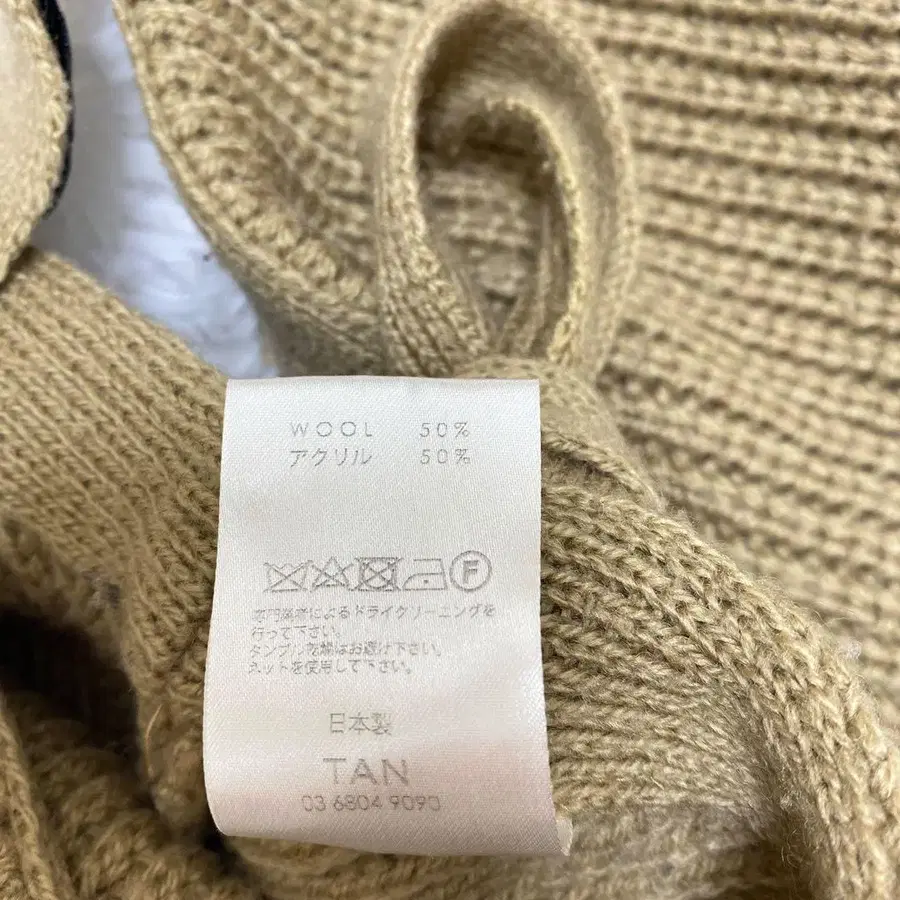 WOOL 50%
アクリル 50%
F
専門業者によるドライクリーニングを
行って下さい。
タンブル乾燥はお避け下さい。
ネットを使用して下さい。
日本製
TAN
03 6804 9090